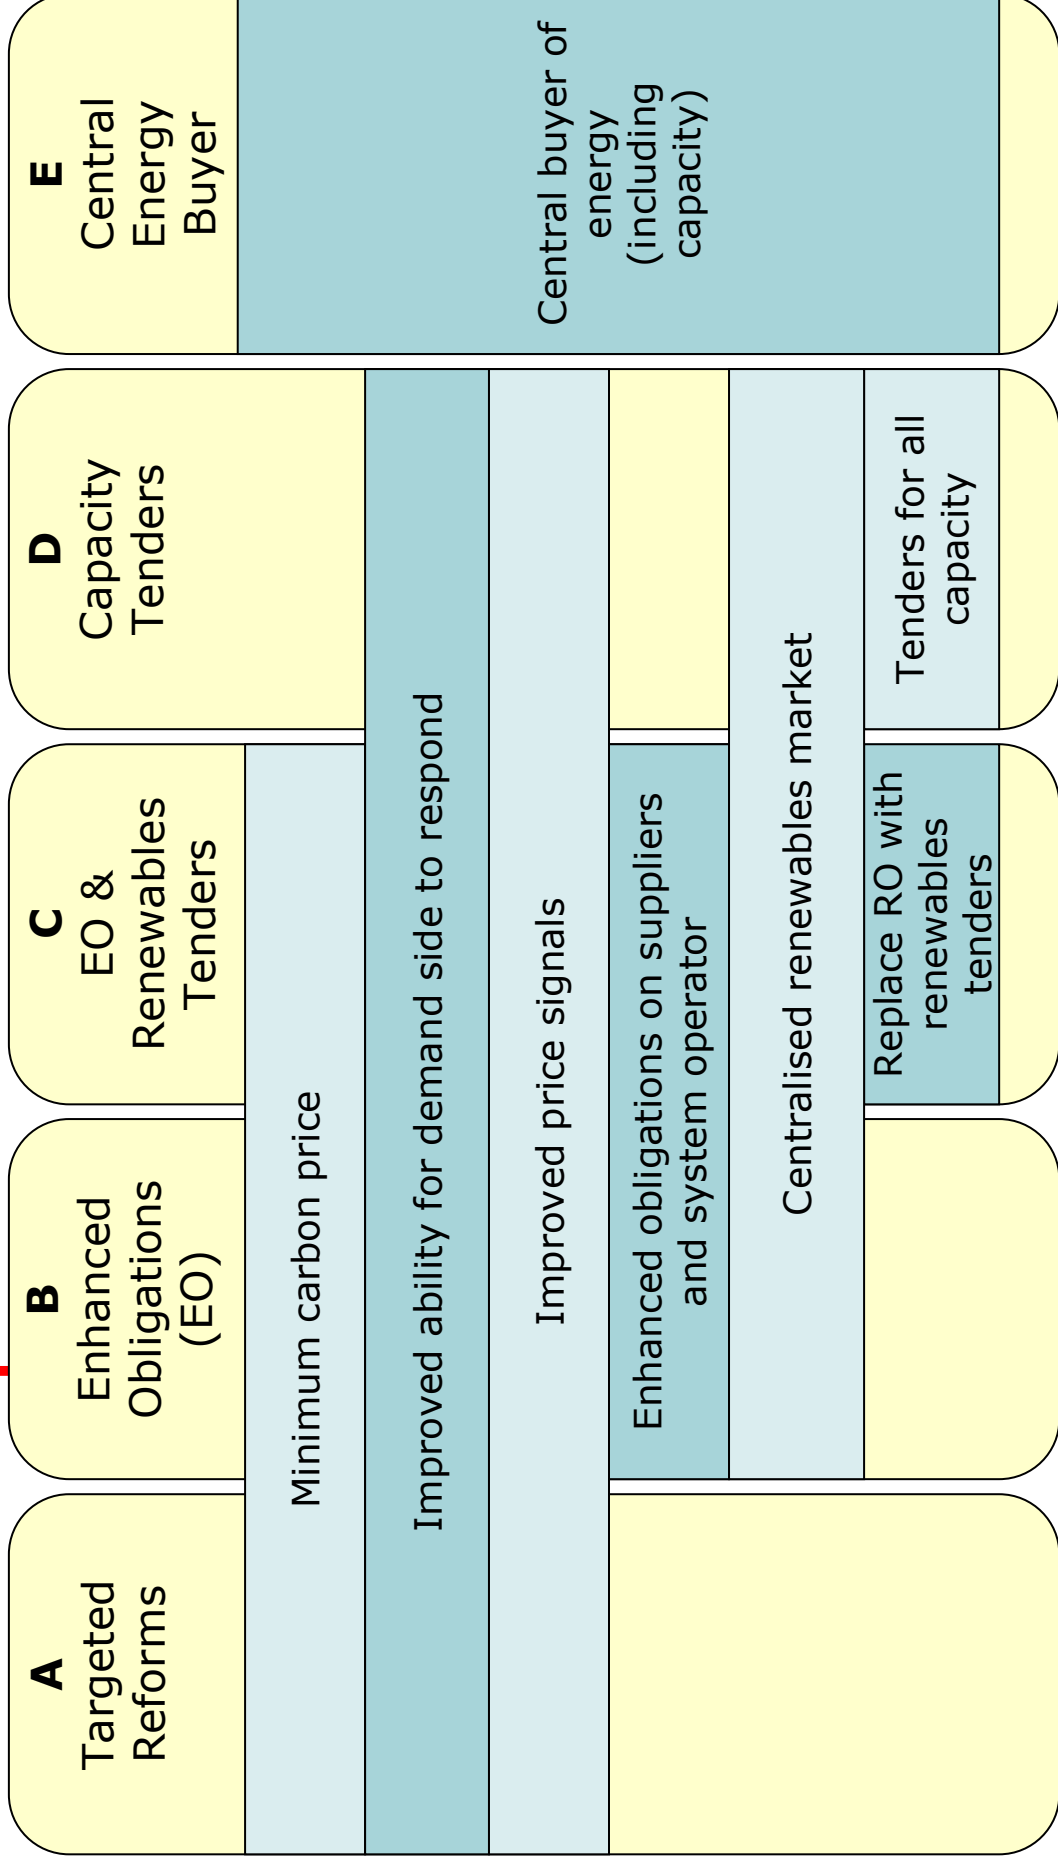 A
Targeted
Reforms
B
Enhanced
Obligations
(EO)
C
EO &
Renewables
Tenders
D
Capacity
Tenders
E
Central
Energy
Buyer
Minimum carbon price
Improved ability for demand side to respond
Improved price signals
Enhanced obligations on suppliers
and system operator
Centralised renewables market
Replace RO with
renewables
tenders
Tenders for all
capacity
Central buyer of
energy
(including
capacity)